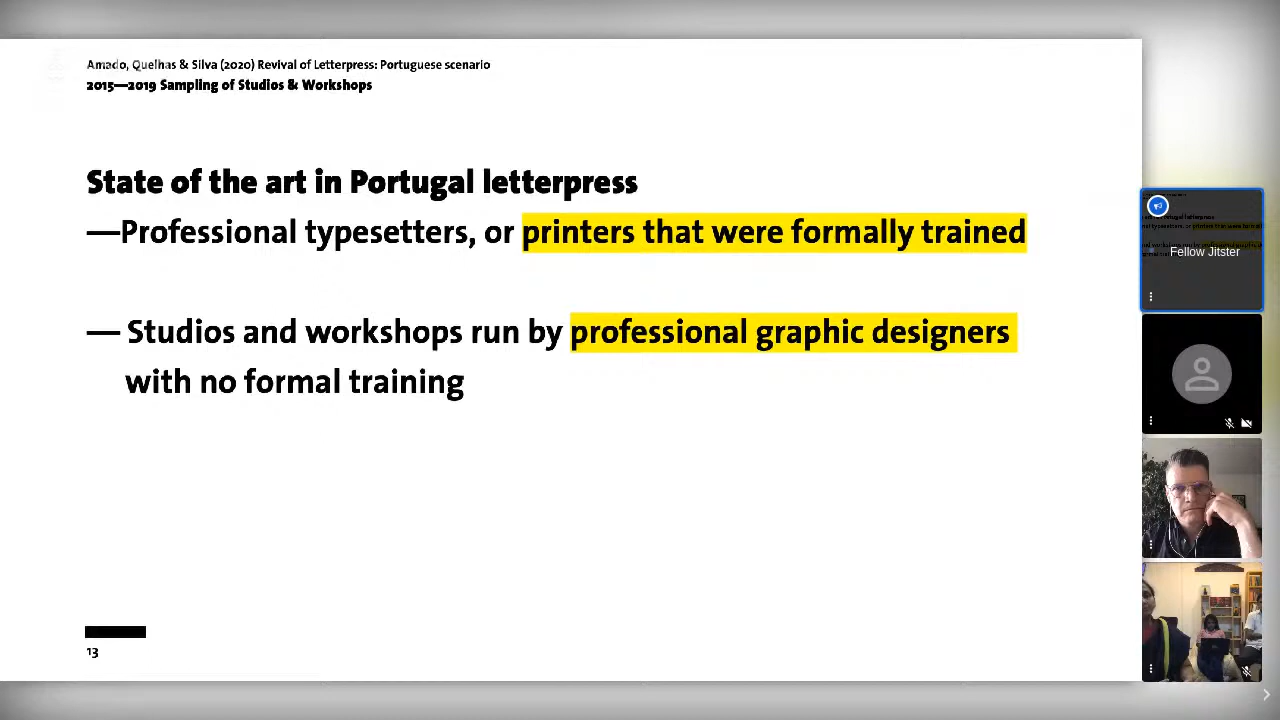 Amado, Quelhas & Silva (2020) Revival of Letterpress: Portuguese scenario
2015—2019 Sampling of Studios & Workshops
State of the art in Portugal letterpress
—Professional typesetters, or printers that were formally trained
— Studios and workshops run by professional graphic designers
with no formal training
13
Fellow Jitster